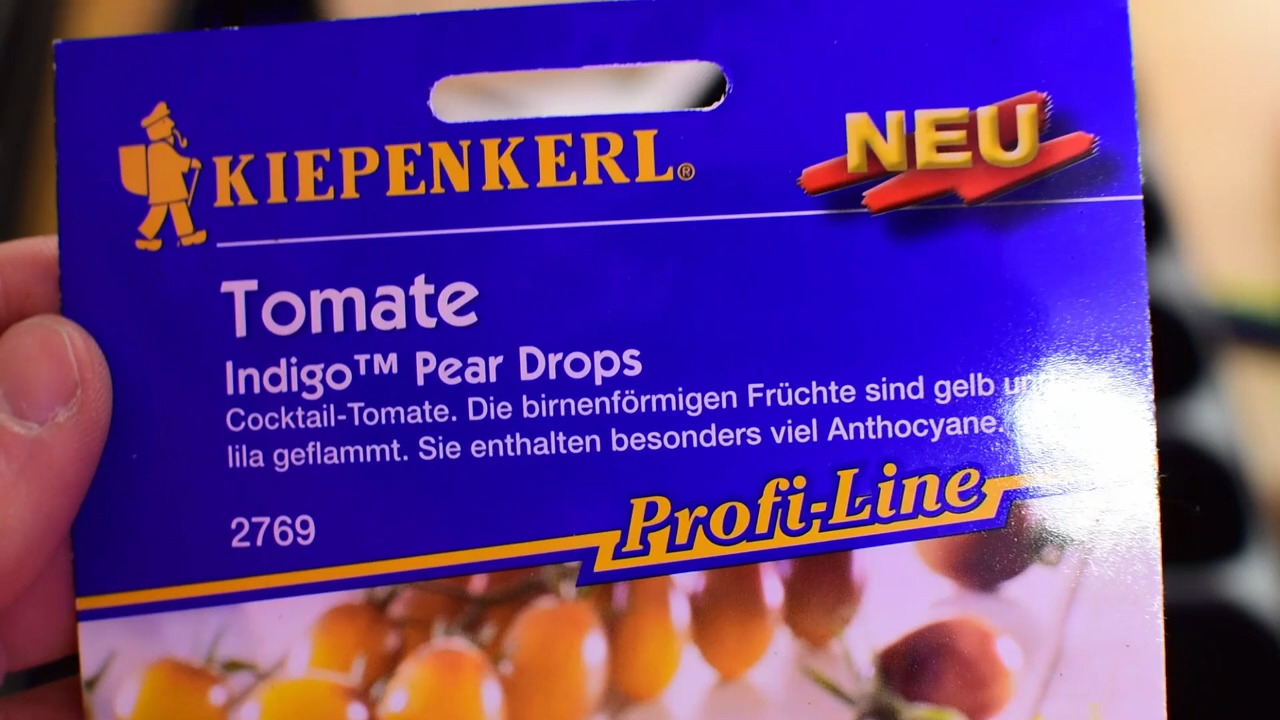 KIEPENKERL®
NEU
Tomate
Indigo™ Pear Drops
Cocktail-Tomate. Die birnenförmigen Früchte sind gelb und
lila geflammt. Sie enthalten besonders viel Anthocyane.
Profi-Line
2769